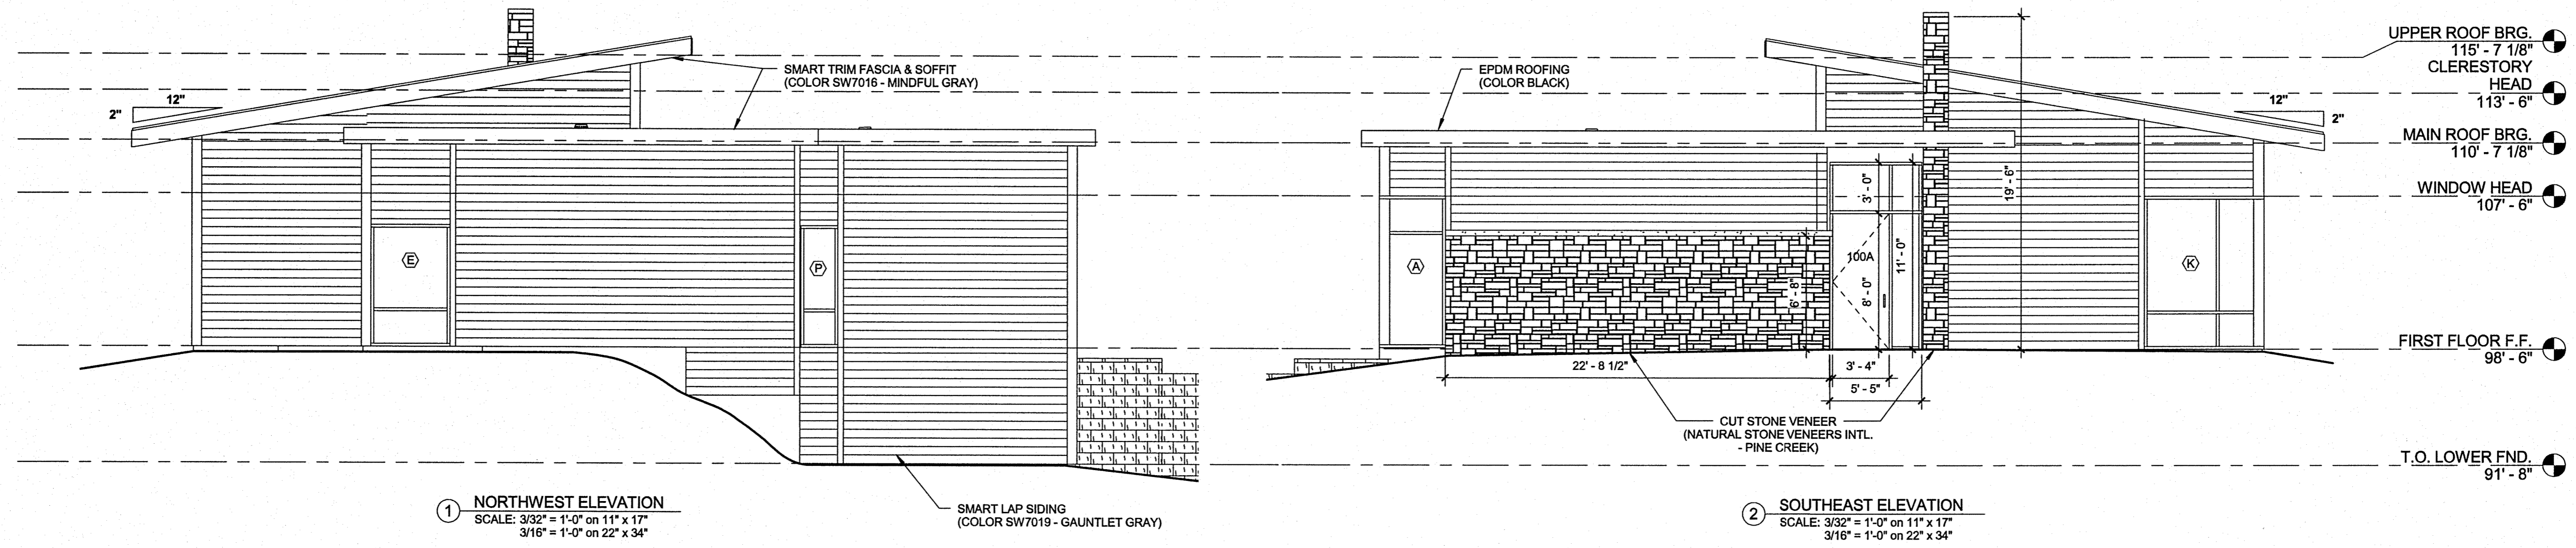 12"
2"
SMART TRIM FASCIA & SOFFIT
(COLOR SW7016 - MINDFUL GRAY)
E
P
SMART LAP SIDING
(COLOR SW7019 - GAUNTLET GRAY)
1
NORTHWEST ELEVATION
SCALE: 3/32" = 1'-0" on 11" x 17"
3/16" = 1'-0" on 22" x 34"
EPDM ROOFING
(COLOR BLACK)
12"
2"
19' - 6"
3' - 0"
11' - 0"
100A
8' - 0"
6' - 8"
A
K
22' - 8 1/2"
3' - 4"
5' - 5"
CUT STONE VENEER
(NATURAL STONE VENEERS INTL.
- PINE CREEK)
2
SOUTHEAST ELEVATION
SCALE: 3/32" = 1'-0" on 11" x 17"
3/16" = 1'-0" on 22" x 34"
UPPER ROOF BRG.
115' - 7 1/8"
CLERESTORY
HEAD
113' - 6"
MAIN ROOF BRG.
110' - 7 1/8"
WINDOW HEAD
107' - 6"
FIRST FLOOR F.F.
98' - 6"
T.O. LOWER FND.
91' - 8"